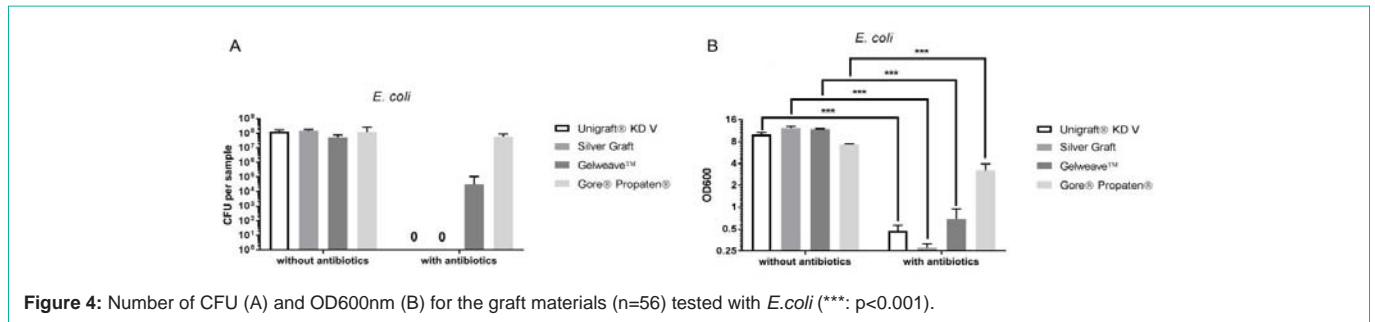 A
E. coli
CFU per sample
10⁹
10⁸
10⁷
10⁶
10⁵
10⁴
10³
10²
10¹
10⁰
0 0
without antibiotics with antibiotics
Unigraft® KD V
Silver Graft
Gelweave™
Gore® Propaten®
B
E. coli
***
***
***
***
OD600
16
8
4
2
1
0.5
0.25
without antibiotics with antibiotics
Unigraft® KD V
Silver Graft
Gelweave™
Gore® Propaten®
Figure 4: Number of CFU (A) and OD600nm (B) for the graft materials (n=56) tested with E.coli (***: p<0.001).